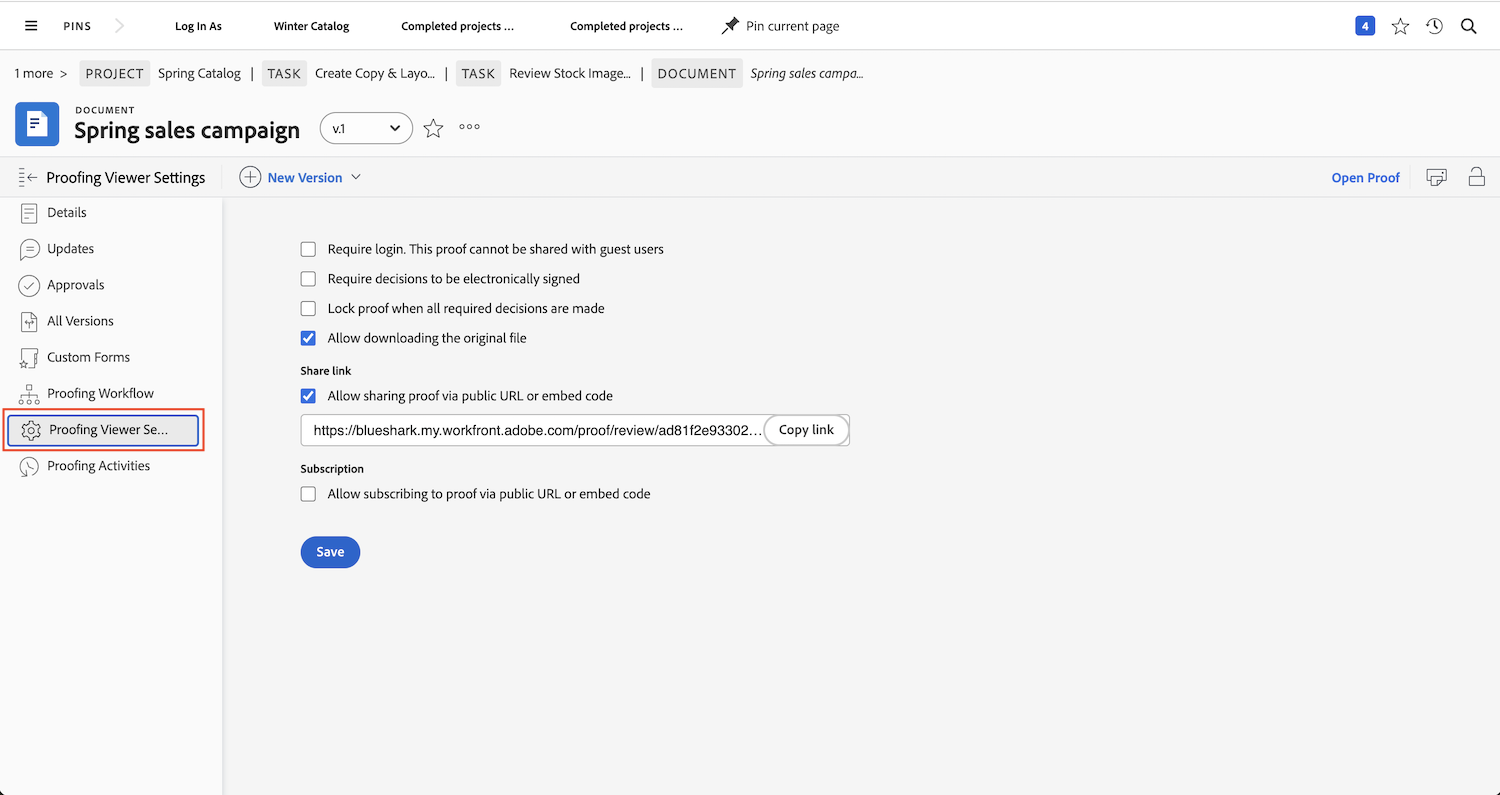 PINS Log In As Winter Catalog Completed projects ... Completed projects ... Pin current page 4
1 more > PROJECT Spring Catalog | TASK Create Copy & Layo... | TASK Review Stock Image... | DOCUMENT Spring sales campa...
DOCUMENT
Spring sales campaign v.1
Proofing Viewer Settings New Version Open Proof
Details
Updates
Approvals
All Versions
Custom Forms
Proofing Workflow
Proofing Viewer Se...
Proofing Activities
Require login. This proof cannot be shared with guest users
Require decisions to be electronically signed
Lock proof when all required decisions are made
Allow downloading the original file
Share link
Allow sharing proof via public URL or embed code
https://blueshark.my.workfront.adobe.com/proof/review/ad81f2e93302... Copy link
Subscription
Allow subscribing to proof via public URL or embed code
Save